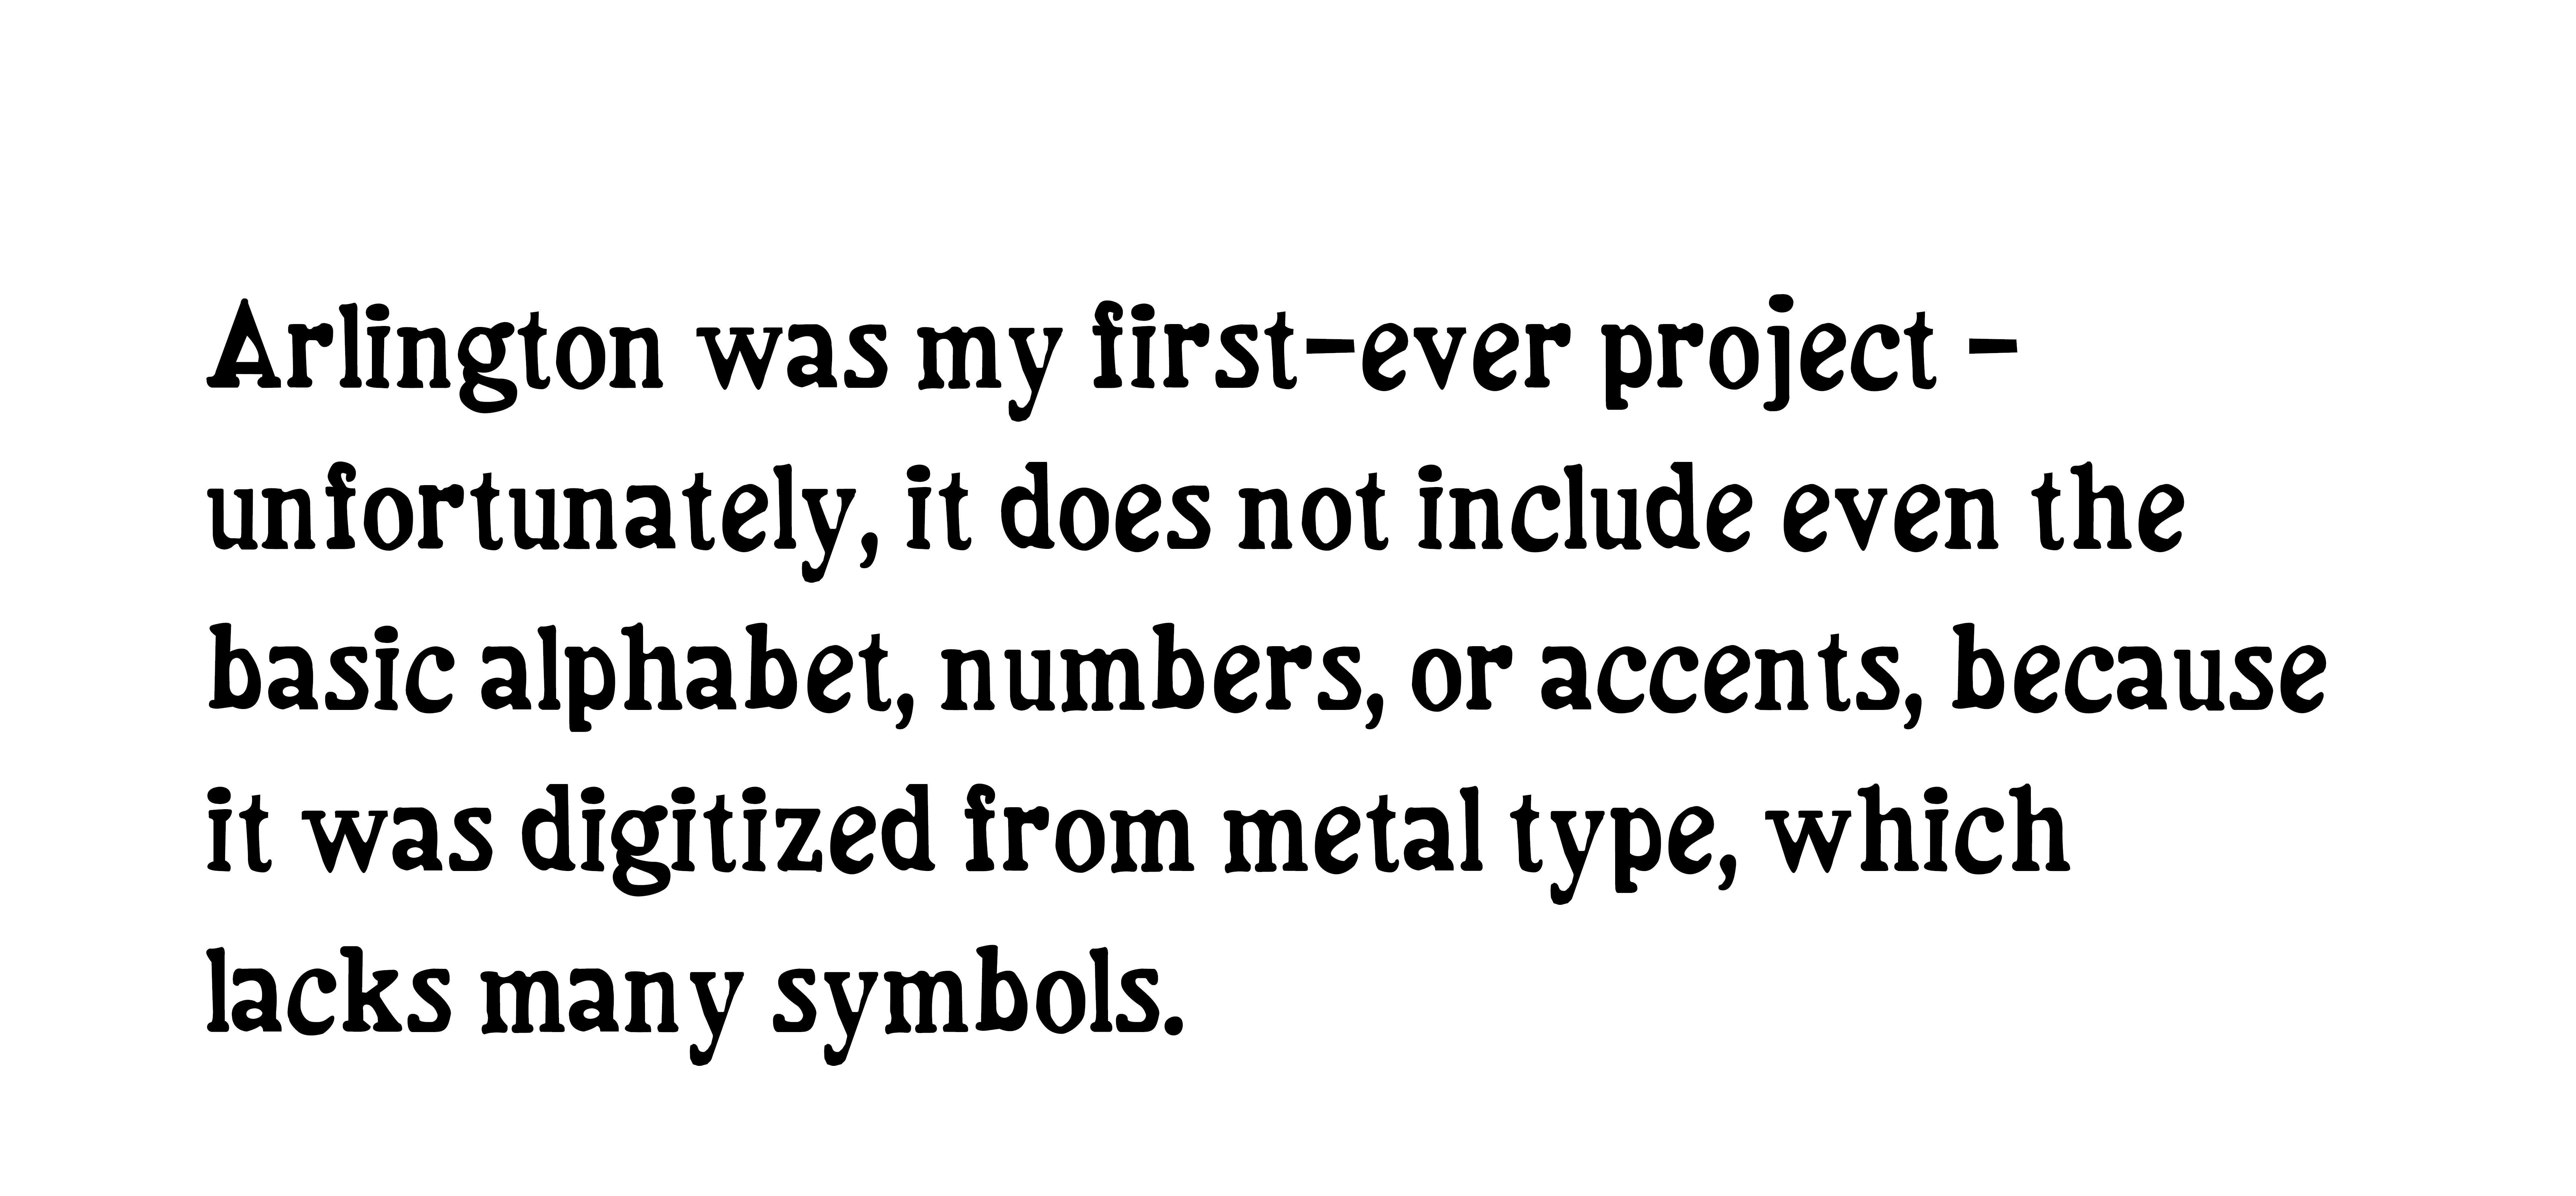 Arlington was my first-ever project -
unfortunately, it does not include even the
basic alphabet, numbers, or accents, because
it was digitized from metal type, which
lacks many symbols.